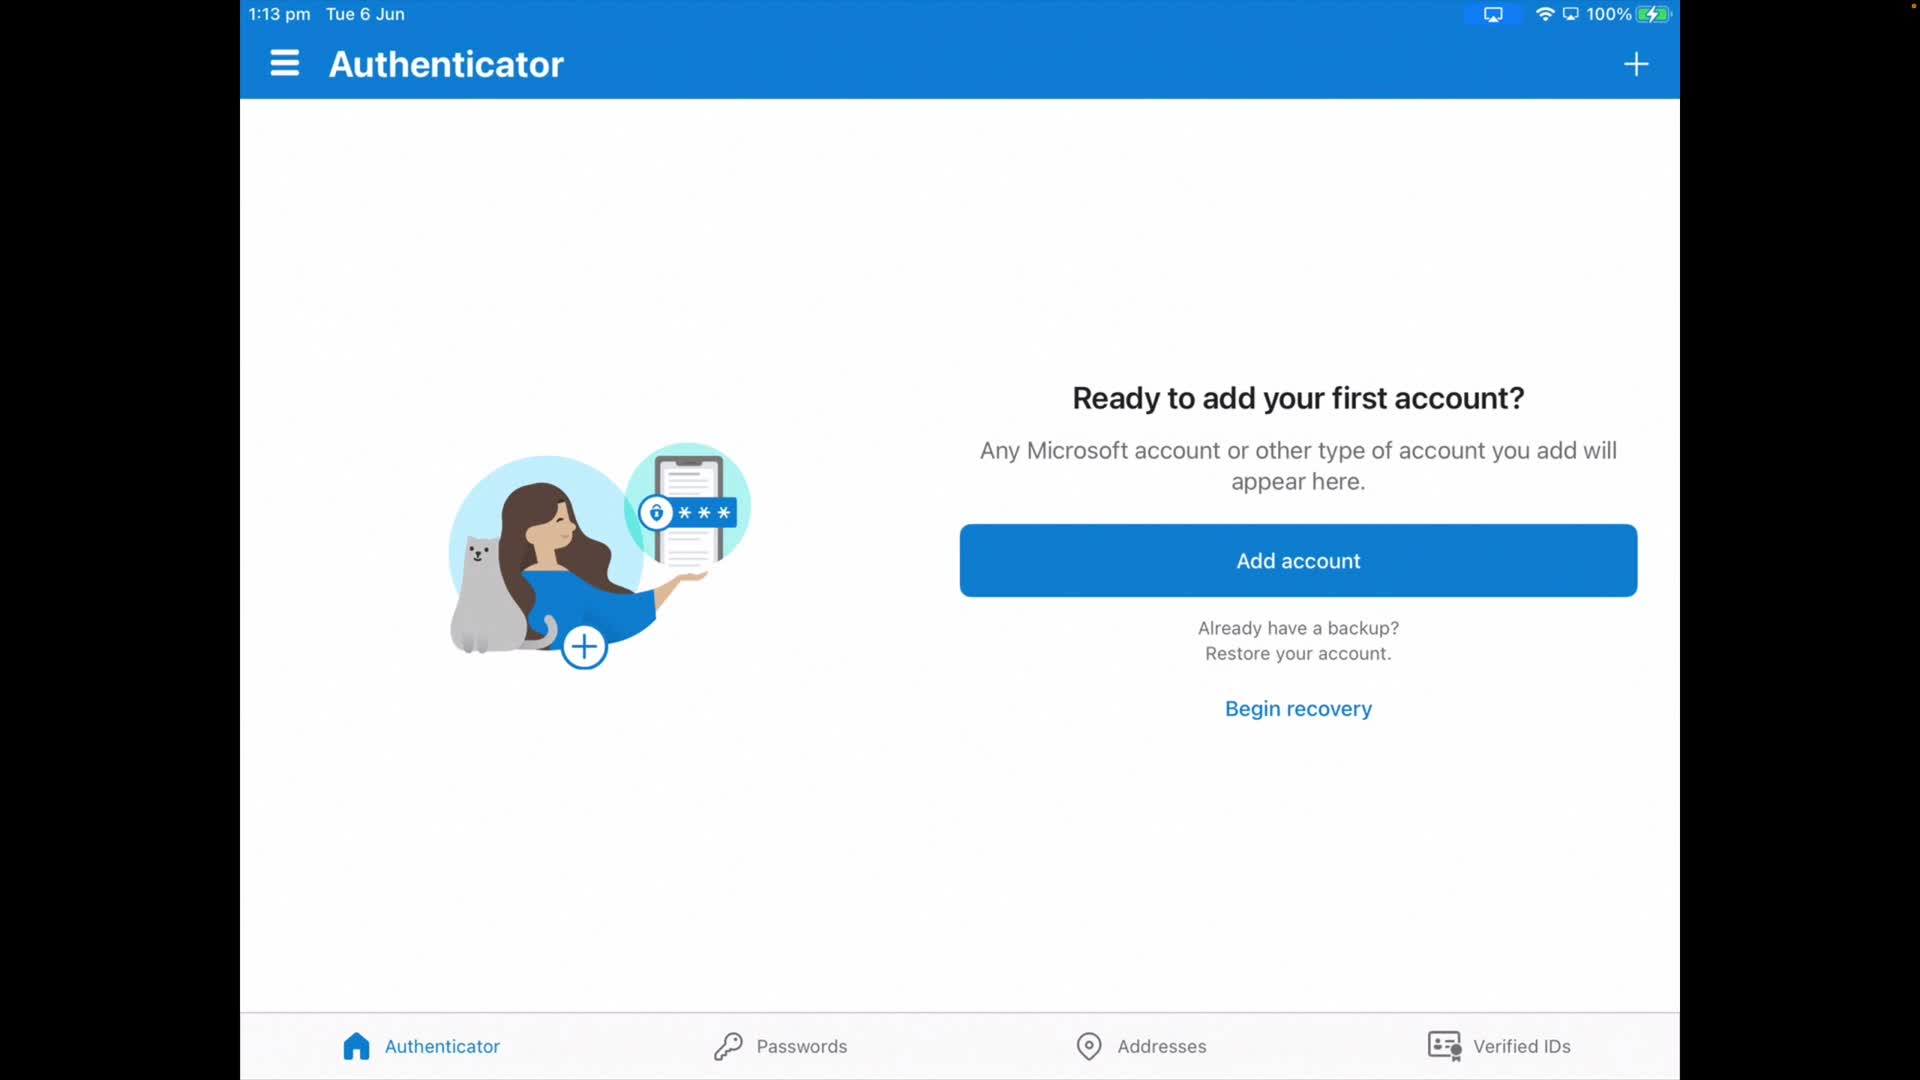 1:13 pm Tue 6 Jun 100%
Authenticator
Ready to add your first account?
Any Microsoft account or other type of account you add will
appear here.
***
Add account
Already have a backup?
Restore your account.
Begin recovery
Authenticator Passwords Addresses Verified IDs